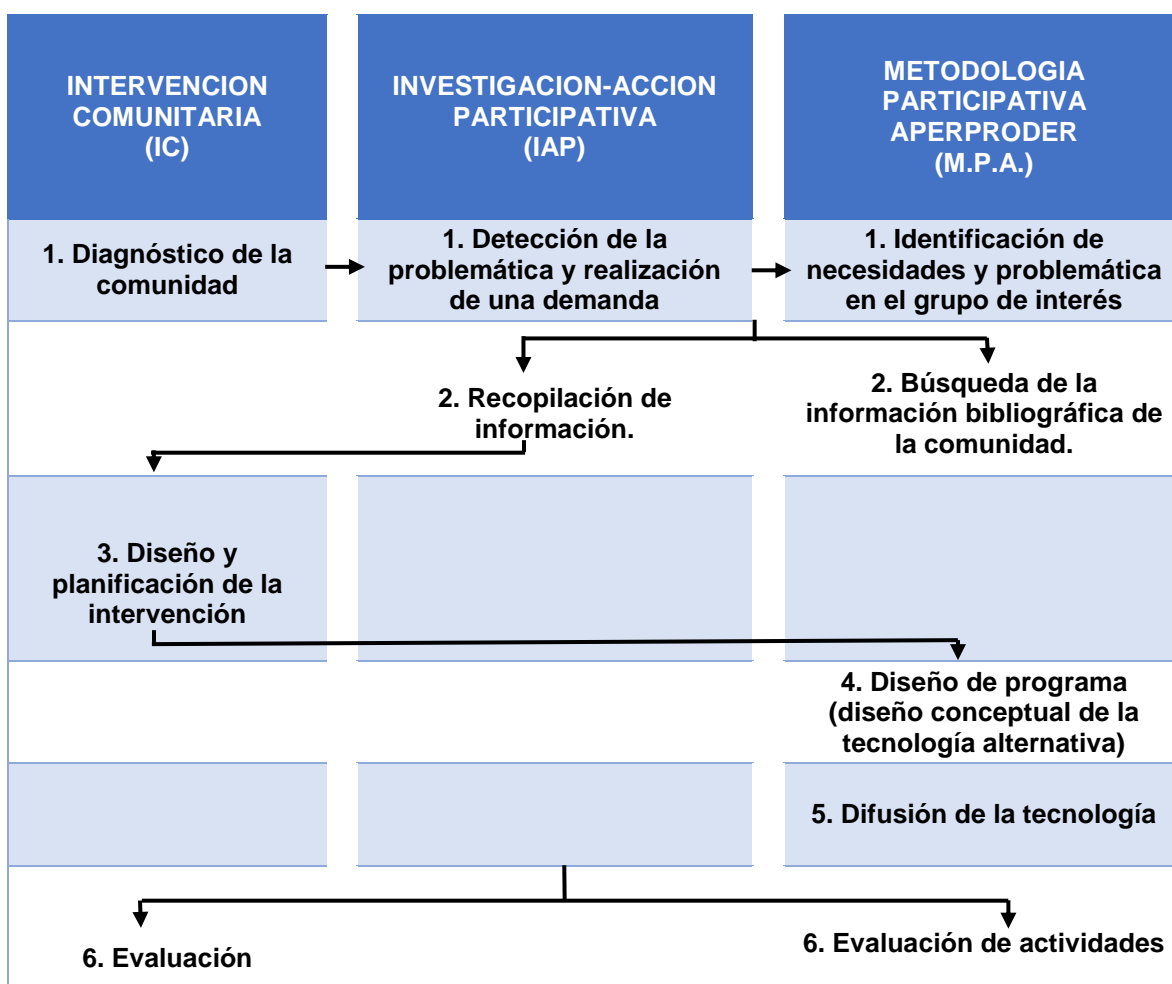 INTERVENCION
COMUNITARIA
(IC)
INVESTIGACION-ACCION
PARTICIPATIVA
(IAP)
METODOLOGIA
PARTICIPATIVA
APERPRODER
(M.P.A.)
1. Diagnóstico de la
comunidad
1. Detección de la
problemática y realización
de una demanda
1. Identificación de
necesidades y problemática
en el grupo de interés
2. Recopilación de
información.
2. Búsqueda de la
información bibliográfica de
la comunidad.
3. Diseño y
planificación de la
intervención
4. Diseño de programa
(diseño conceptual de la
tecnología alternativa)
5. Difusión de la tecnología
6. Evaluación
6. Evaluación de actividades